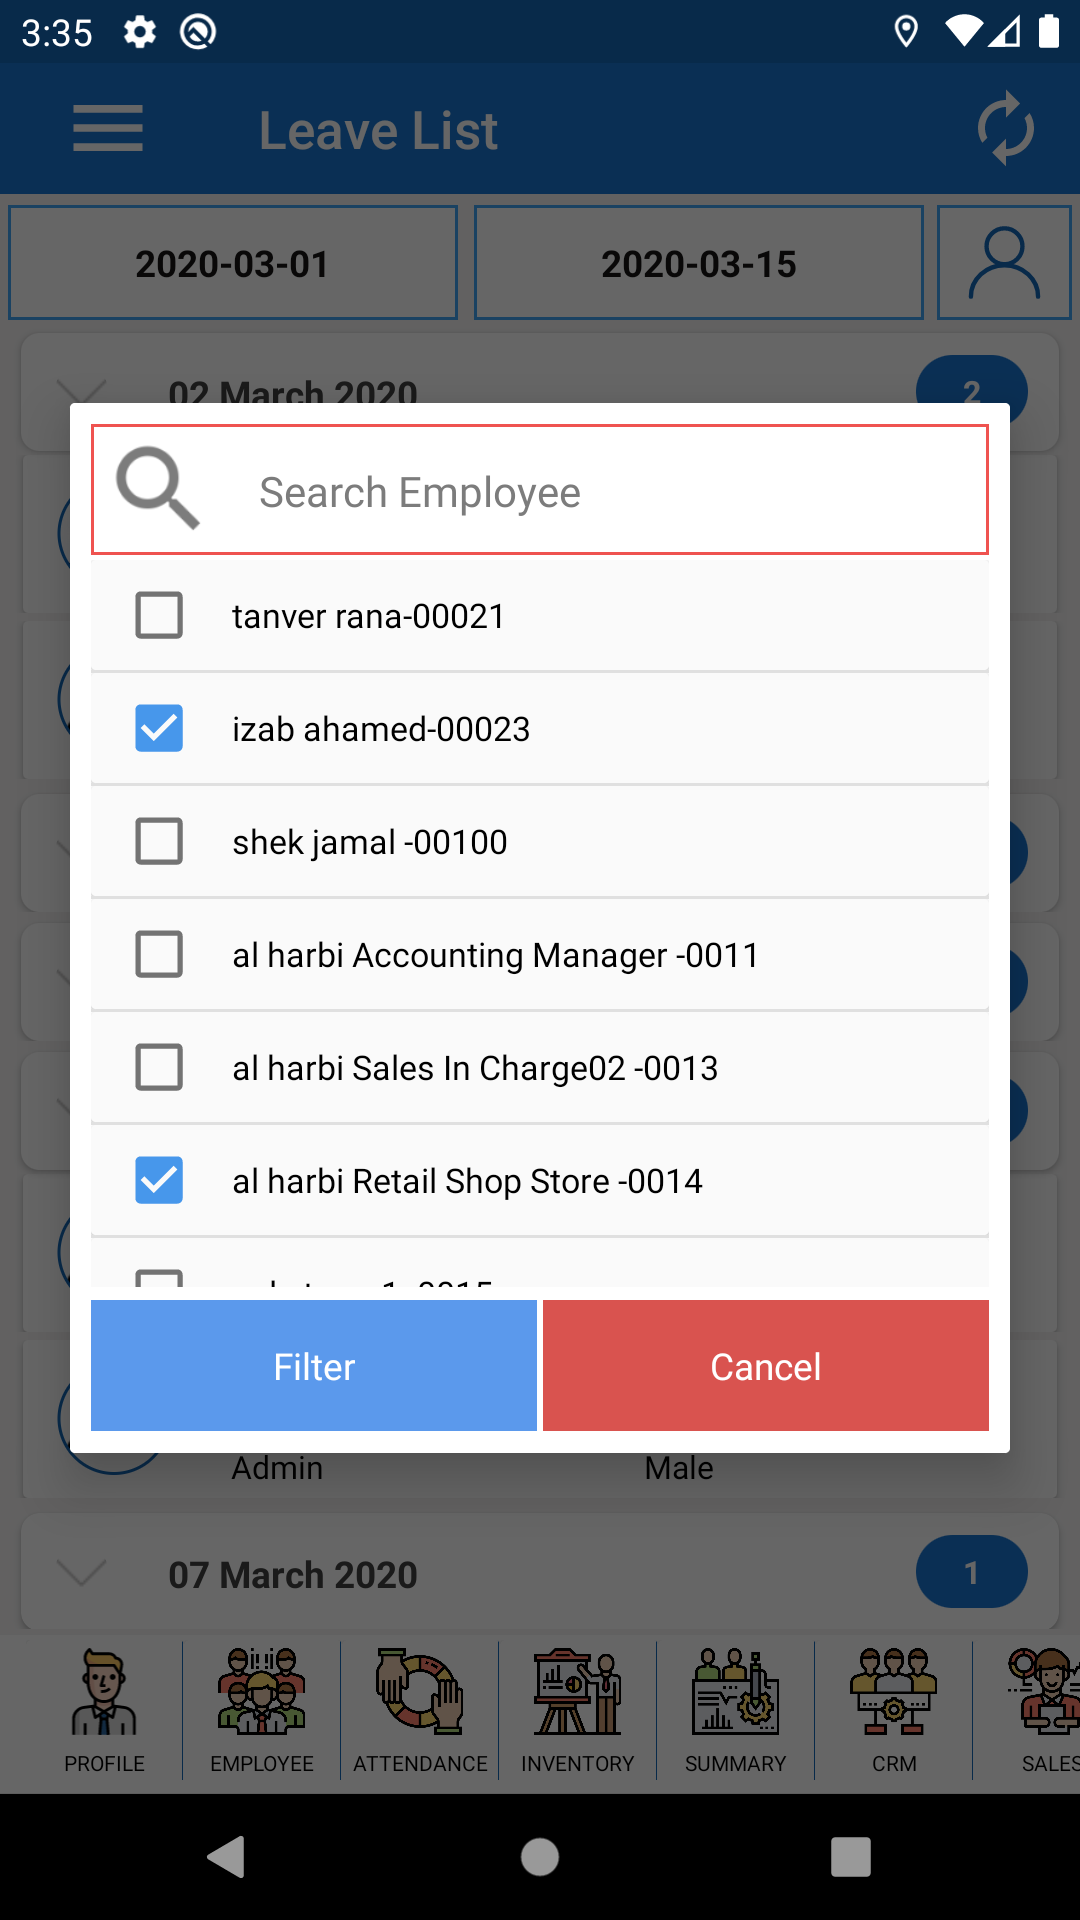 3:35
Leave List
2020-03-01
2020-03-15
02 March 2020
2
Search Employee
tanver rana-00021
izab ahamed-00023
shek jamal -00100
al harbi Accounting Manager -0011
al harbi Sales In Charge02 -0013
al harbi Retail Shop Store -0014
Filter
Cancel
Admin
Male
07 March 2020
1
PROFILE
EMPLOYEE
ATTENDANCE
INVENTORY
SUMMARY
CRM
SALES